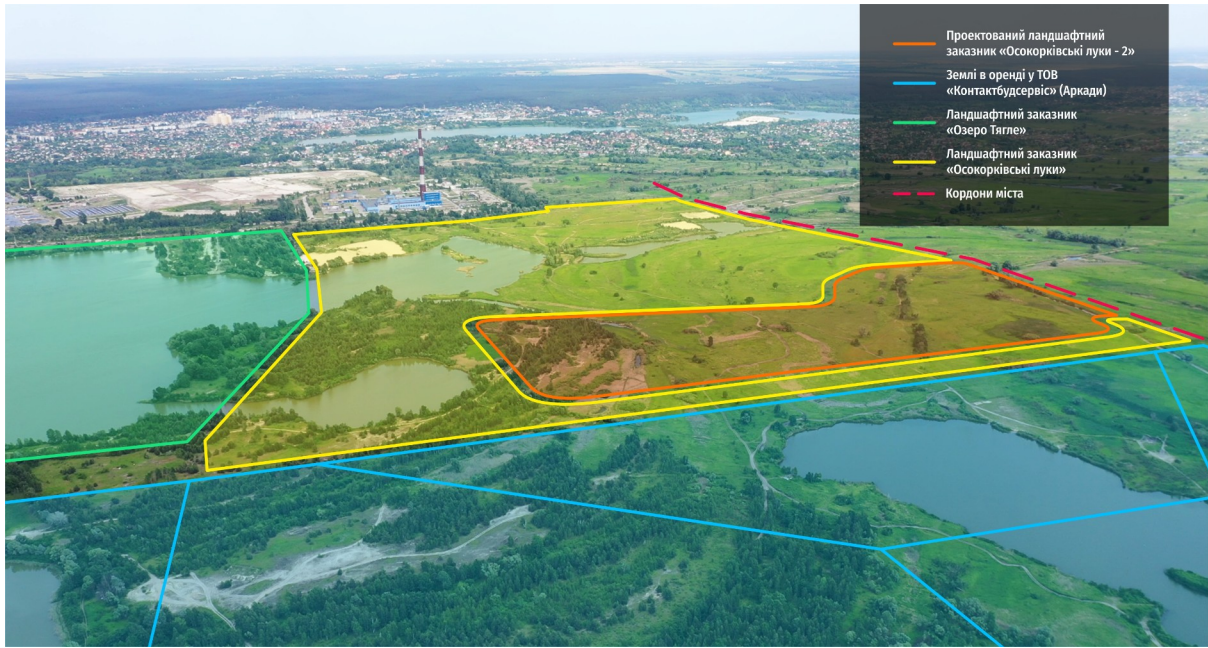 Проектований ландшафтний
заказник «Осокорківські луки - 2»
Землі в оренді у ТОВ
«Контактбудсервіс» (Аркади)
Ландшафтний заказник
«Озеро Тягле»
Ландшафтний заказник
«Осокорківські луки»
Кордони міста